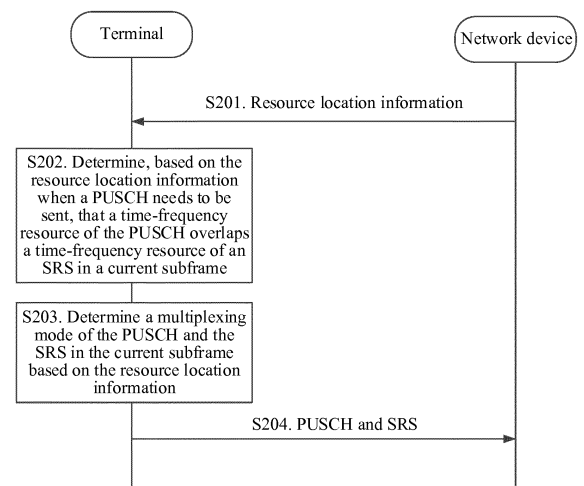 Terminal
Network device
S201. Resource location information
S202. Determine, based on the
resource location information
when a PUSCH needs to be
sent, that a time-frequency
resource of the PUSCH overlaps
a time-frequency resource of an
SRS in a current subframe
S203. Determine a multiplexing
mode of the PUSCH and the
SRS in the current subframe
based on the resource location
information
S204. PUSCH and SRS